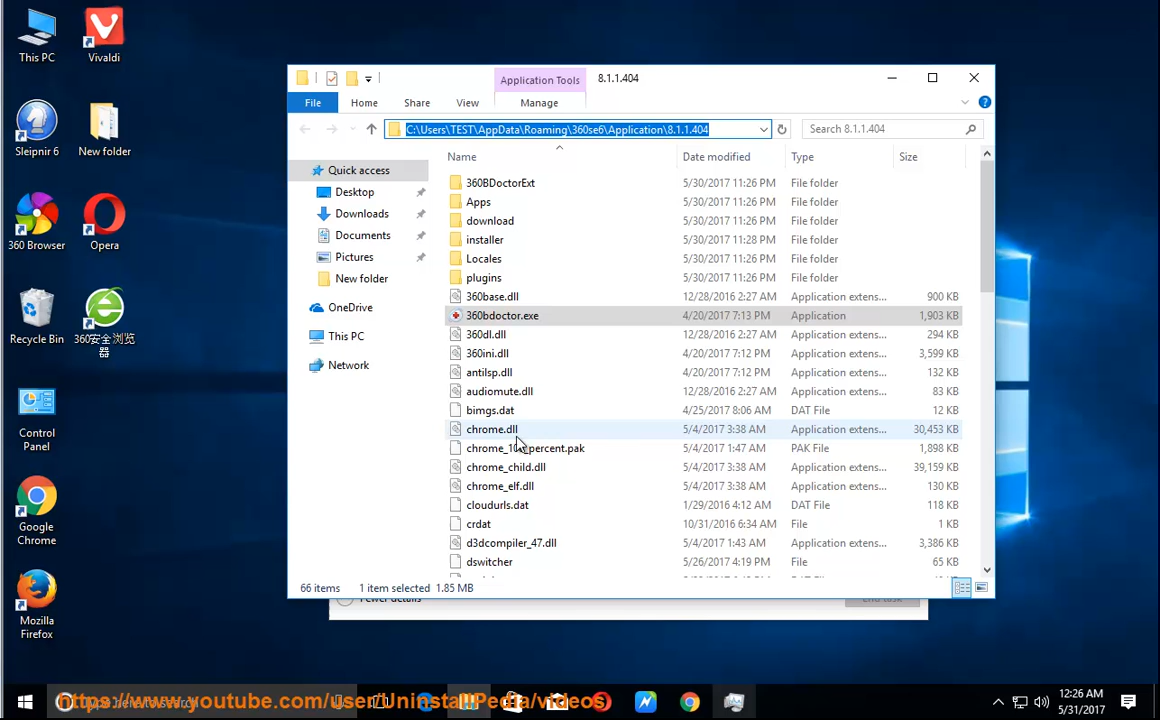 This PC
Vivaldi
Sleipnir 6
New folder
360 Browser
Opera
Recycle Bin
360安全浏览
器
Control
Panel
Google
Chrome
Mozilla
Firefox
Application Tools
8.1.1.404
File
Home
Share
View
Manage
C:\Users\TEST\AppData\Roaming\360se6\Application\8.1.1.404
Search 8.1.1.404
Quick access
Desktop
Downloads
Documents
Pictures
New folder
OneDrive
This PC
Network
Name Date modified Type Size
360BDoctorExt 5/30/2017 11:26 PM File folder
Apps 5/30/2017 11:26 PM File folder
download 5/30/2017 11:26 PM File folder
installer 5/30/2017 11:28 PM File folder
Locales 5/30/2017 11:26 PM File folder
plugins 5/30/2017 11:26 PM File folder
360base.dll 12/28/2016 2:27 AM Application extens... 900 KB
360bdoctor.exe 4/20/2017 7:13 PM Application 1,903 KB
360dl.dll 12/28/2016 2:27 AM Application extens... 294 KB
360ini.dll 4/20/2017 7:12 PM Application extens... 3,599 KB
antilsp.dll 4/20/2017 7:12 PM Application extens... 132 KB
audiomute.dll 12/28/2016 2:27 AM Application extens... 83 KB
bimgs.dat 4/25/2017 8:06 AM DAT File 12 KB
chrome.dll 5/4/2017 3:38 AM Application extens... 30,453 KB
5/4/2017 1:47 AM PAK File 1,898 KB
chrome_child.dll 5/4/2017 3:38 AM Application extens... 39,159 KB
chrome_elf.dll 5/4/2017 3:38 AM Application extens... 130 KB
cloudurls.dat 1/29/2016 4:12 AM DAT File 118 KB
crdat 10/31/2016 6:34 AM File 1 KB
d3dcompiler_47.dll 5/4/2017 1:43 AM Application extens... 3,386 KB
dswitcher 5/26/2017 4:19 PM File 65 KB
66 items 1 item selected 1.85 MB
https://www.youtube.com/user/UninstallPedia/videos
12:26 AM
5/31/2017